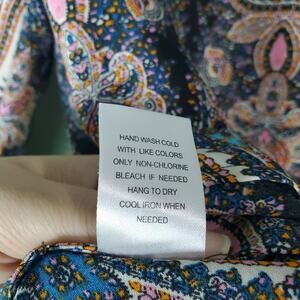 HAND WASH COLD
WITH LIKE COLORS
ONLY NON-CHLORINE
BLEACH IF NEEDED
HANG TO DRY
COOL IRON WHEN
NEEDED